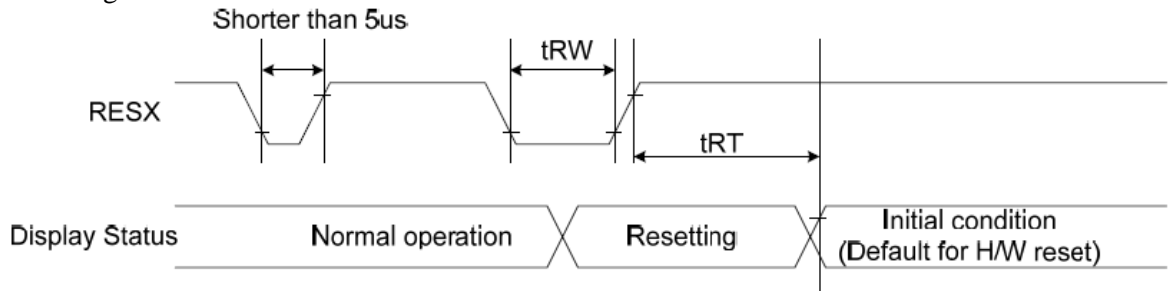 Shorter than 5us
tRW
RESX
tRT
Display Status
Normal operation
Resetting
Initial condition
(Default for H/W reset)